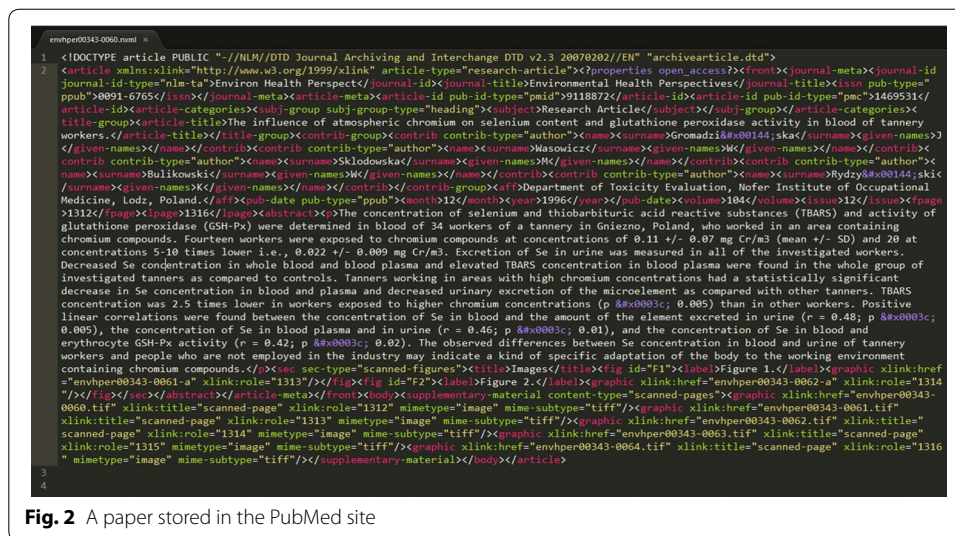 envhper00343-0060.nxml ×
1 <!DOCTYPE article PUBLIC "-//NLM//DTD Journal Archiving and Interchange DTD v2.3 20070202//EN" "archivearticle.dtd">
2 <article xmlns:xlink="http://www.w3.org/1999/xlink" article-type="research-article"><?properties open_access?><front><journal-meta><journal-id
journal-id-type="nlm-ta">Environ Health Perspect</journal-id><journal-title>Environmental Health Perspectives</journal-title><issn pub-type="
ppub">0091-6765</issn></journal-meta><article-meta><article-id pub-id-type="pmid">9118872</article-id><article-id pub-id-type="pmc">1469531</
article-id><article-categories><subj-group subj-group-type="heading"><subject>Research Article</subject></subj-group></article-categories><
title-group><article-title>The influence of atmospheric chromium on selenium content and glutathione peroxidase activity in blood of tannery
workers.</article-title></title-group><contrib-group><contrib contrib-type="author"><name><surname>Gromadzi&#x00144;ska</surname><given-names>J
</given-names></name></contrib><contrib contrib-type="author"><name><surname>Wasowicz</surname><given-names>W</given-names></name></contrib><
contrib contrib-type="author"><name><surname>Sklodowska</surname><given-names>M</given-names></name></contrib><contrib contrib-type="author"><
name><surname>Bulikowski</surname><given-names>W</given-names></name></contrib><contrib contrib-type="author"><name><surname>Rydzy&#x00144;ski<
/surname><given-names>K</given-names></name></contrib></contrib-group><aff>Department of Toxicity Evaluation, Nofer Institute of Occupational
Medicine, Lodz, Poland.</aff><pub-date pub-type="ppub"><month>12</month><year>1996</year></pub-date><volume>104</volume><issue>12</issue><fpage
>1312</fpage><lpage>1316</lpage><abstract><p>The concentration of selenium and thiobarbituric acid reactive substances (TBARS) and activity of
glutathione peroxidase (GSH-Px) were determined in blood of 34 workers of a tannery in Gniezno, Poland, who worked in an area containing
chromium compounds. Fourteen workers were exposed to chromium compounds at concentrations of 0.11 +/- 0.07 mg Cr/m3 (mean +/- SD) and 20 at
concentrations 5-10 times lower i.e., 0.022 +/- 0.009 mg Cr/m3. Excretion of Se in urine was measured in all of the investigated workers.
Decreased Se concentration in whole blood and blood plasma and elevated TBARS concentration in blood plasma were found in the whole group of
investigated tanners as compared to controls. Tanners working in areas with high chromium concentrations had a statistically significant
decrease in Se concentration in blood and plasma and decreased urinary excretion of the microelement as compared with other tanners. TBARS
concentration was 2.5 times lower in workers exposed to higher chromium concentrations (p &#x0003c; 0.005) than in other workers. Positive
linear correlations were found between the concentration of Se in blood and the amount of the element excreted in urine (r = 0.48; p &#x0003c;
0.005), the concentration of Se in blood plasma and in urine (r = 0.46; p &#x0003c; 0.01), and the concentration of Se in blood and
erythrocyte GSH-Px activity (r = 0.42; p &#x0003c; 0.02). The observed differences between Se concentration in blood and urine of tannery
workers and people who are not employed in the industry may indicate a kind of specific adaptation of the body to the working environment
containing chromium compounds.</p><sec sec-type="scanned-figures"><title>Images</title><fig id="F1"><label>Figure 1.</label><graphic xlink:href
="envhper00343-0061-a" xlink:role="1313"/></fig><fig id="F2"><label>Figure 2.</label><graphic xlink:href="envhper00343-0062-a" xlink:role="1314
"/></fig></sec></abstract></article-meta></front><body><supplementary-material content-type="scanned-pages"><graphic xlink:href="envhper00343-
0060.tif" xlink:title="scanned-page" xlink:role="1312" mimetype="image" mime-subtype="tiff"/><graphic xlink:href="envhper00343-0061.tif"
xlink:title="scanned-page" xlink:role="1313" mimetype="image" mime-subtype="tiff"/><graphic xlink:href="envhper00343-0062.tif" xlink:title="
scanned-page" xlink:role="1314" mimetype="image" mime-subtype="tiff"/><graphic xlink:href="envhper00343-0063.tif" xlink:title="scanned-page"
xlink:role="1315" mimetype="image" mime-subtype="tiff"/><graphic xlink:href="envhper00343-0064.tif" xlink:title="scanned-page" xlink:role="1316
" mimetype="image" mime-subtype="tiff"/></supplementary-material></body></article>
3
4
Fig. 2 A paper stored in the PubMed site